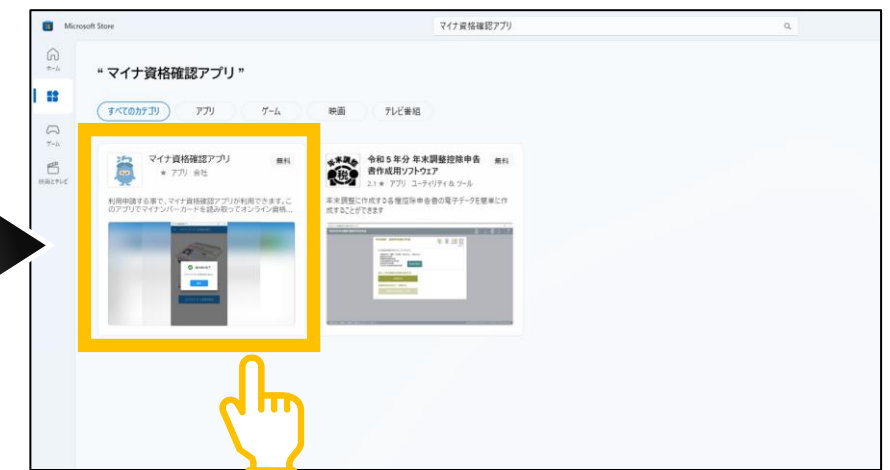 Microsoft Store
マイナ資格確認アプリ
ホーム
“ マイナ資格確認アプリ ”
すべてのカテゴリ
アプリ
ゲーム
映画
テレビ番組
ゲーム
映画とテレビ
マイナ資格確認アプリ
無料
★ アプリ 会社
利用申請する事で、マイナ資格確認アプリが利用できます。こ
のアプリでマイナンバーカードを読み取ってオンライン資格...
令和５年分 年末調整控除申告
書作成用ソフトウェア
無料
2.1 ★ アプリ ユーティリティ & ツール
年末調整に作成する各種控除申告書の電子データを簡単に作
成することができます
年末調整
税